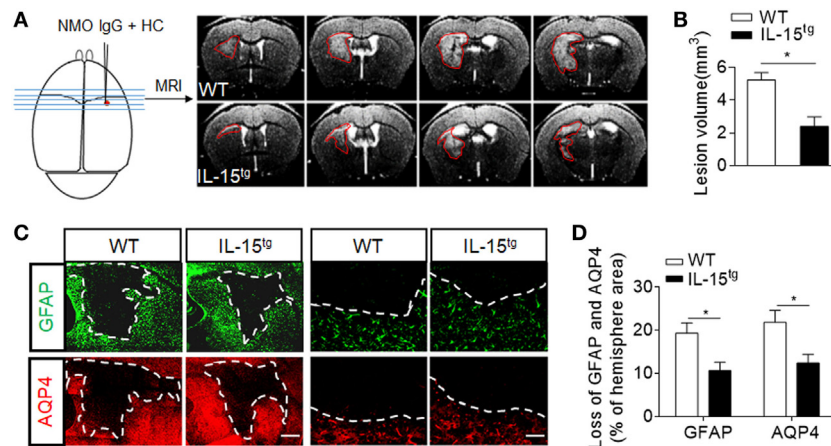 A
NMO IgG + HC
MRI
WT
IL-15tg
B
WT
IL-15tg
Lesion volume(mm3)
8
6
4
2
0
*
C
WT
IL-15tg
WT
IL-15tg
GFAP
AQP4
D
WT
IL-15tg
Loss of GFAP and AQP4
(% of hemisphere area)
30
20
10
0
*
*
GFAP
AQP4